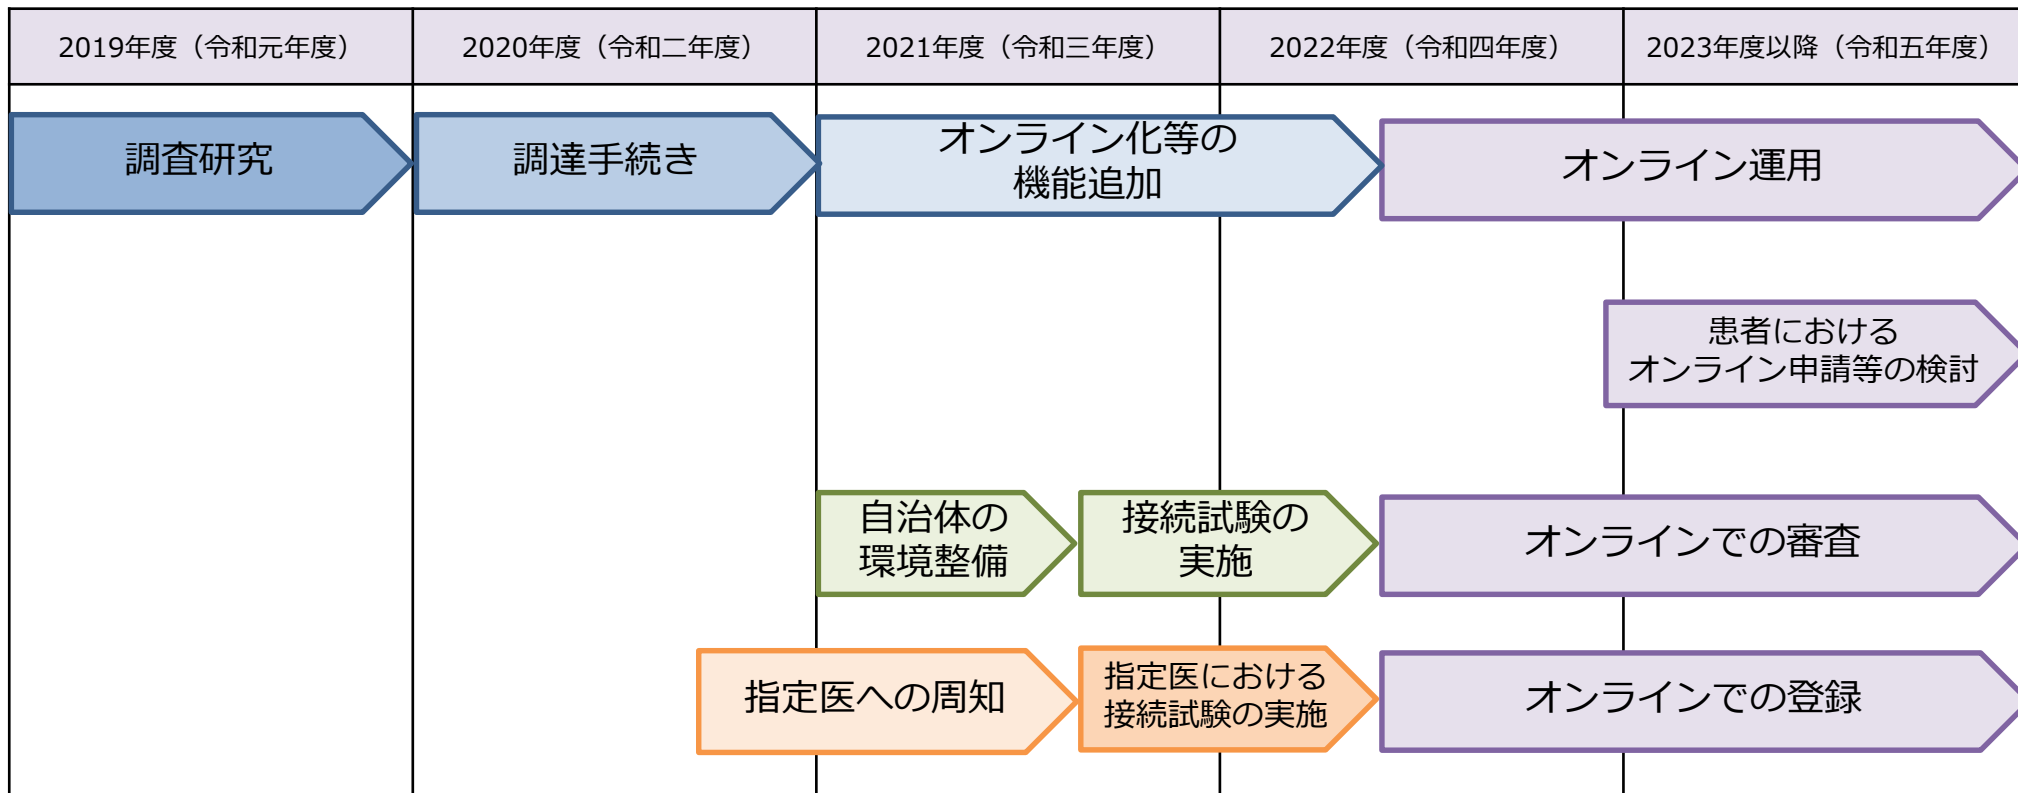 2019年度（令和元年度）
2020年度（令和二年度）
2021年度（令和三年度）
2022年度（令和四年度）
2023年度以降（令和五年度）
調査研究
調達手続き
オンライン化等の
機能追加
オンライン運用
患者における
オンライン申請等の検討
自治体の
環境整備
接続試験の
実施
オンラインでの審査
指定医への周知
指定医における
接続試験の実施
オンラインでの登録